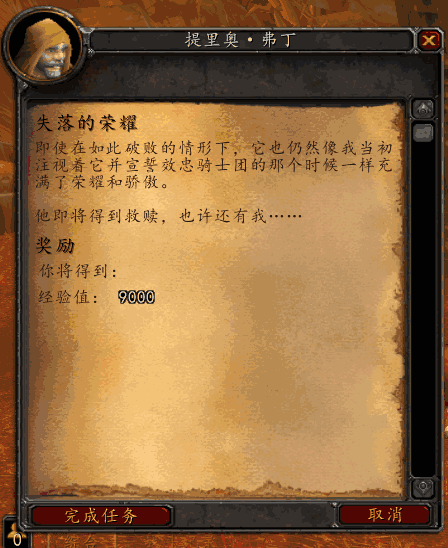 提里奥·弗丁
失落的荣耀
即使在如此破败的情形下，它也仍然像我当初
注视着它并宣誓效忠骑士团的那个时候一样充
满了荣耀和骄傲。
他即将得到救赎，也许还有我……
奖励
你将得到：
经验值： 9000
完成任务
取消
0